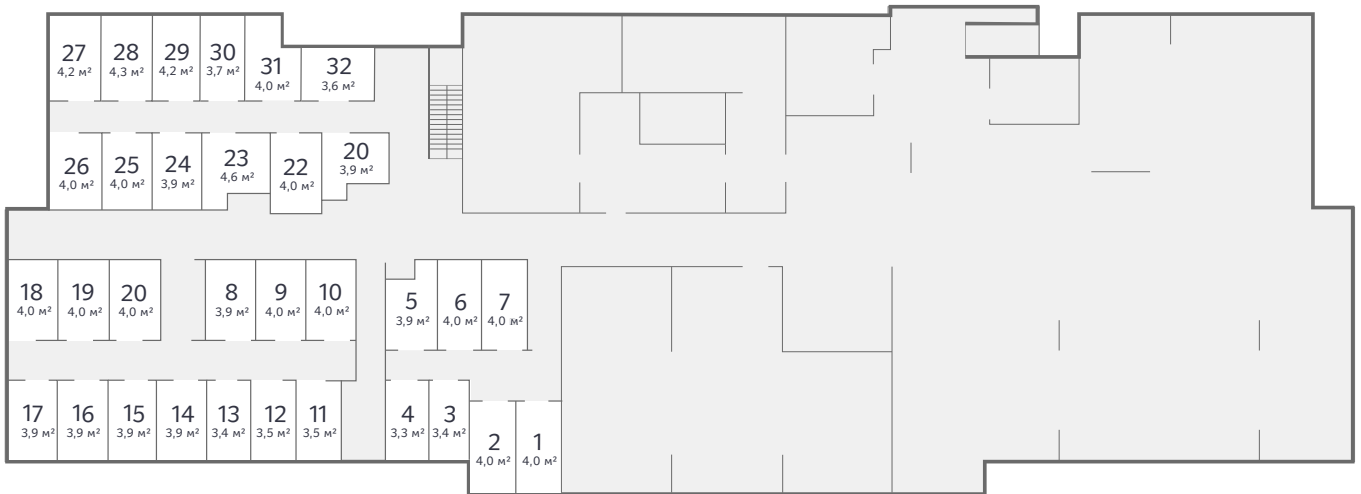 27
4,2 м²
28
4,3 м²
29
4,2 м²
30
3,7 м²
31
4,0 м²
32
3,6 м²
26
4,0 м²
25
4,0 м²
24
3,9 м²
23
4,6 м²
22
4,0 м²
20
3,9 м²
18
4,0 м²
19
4,0 м²
20
4,0 м²
8
3,9 м²
9
4,0 м²
10
4,0 м²
5
3,9 м²
6
4,0 м²
7
4,0 м²
17
3,9 м²
16
3,9 м²
15
3,9 м²
14
3,9 м²
13
3,4 м²
12
3,5 м²
11
3,5 м²
4
3,3 м²
3
3,4 м²
2
4,0 м²
1
4,0 м²